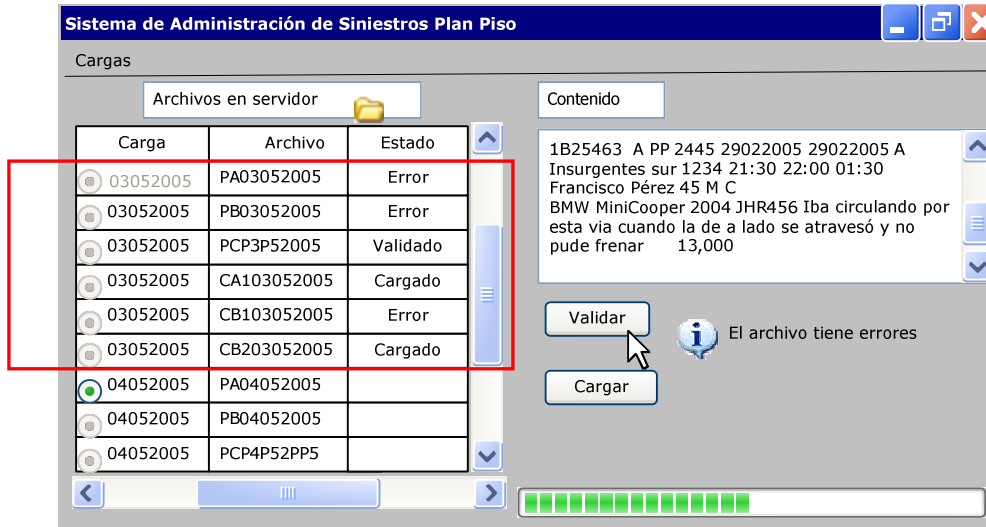 Sistema de Administración de Siniestros Plan Piso
Cargas
Archivos en servidor
Carga Archivo Estado
03052005 PA03052005 Error
03052005 PB03052005 Error
03052005 PCP3P52005 Validado
03052005 CA103052005 Cargado
03052005 CB103052005 Error
03052005 CB203052005 Cargado
04052005 PA04052005
04052005 PB04052005
04052005 PCP4P52PP5
Contenido
1B25463 A PP 2445 29022005 29022005 A
Insurgentes sur 1234 21:30 22:00 01:30
Francisco Pérez 45 M C
BMW MiniCooper 2004 JHR456 Iba circulando por
esta via cuando la de a lado se atravesó y no
pude frenar 13,000
Validar
El archivo tiene errores
Cargar